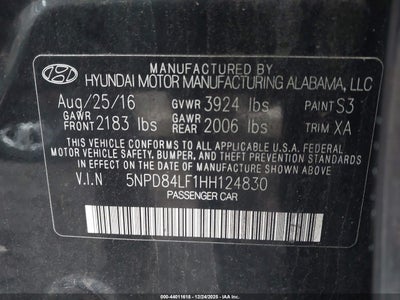 MANUFACTURED BY
HYUNDAI MOTOR MANUFACTURING ALABAMA, LLC
Aug/25/16 GVWR 3924 lbs PAINT S3
GAWR FRONT 2183 lbs GAWR REAR 2006 lbs TRIM XA
THIS VEHICLE CONFORMS TO ALL APPLICABLE U.S.A. FEDERAL
MOTOR VEHICLE SAFETY, BUMPER, AND THEFT PREVENTION STANDARDS
IN EFFECT ON THE DATE OF MANUFACTURE SHOWN ABOVE.
V.I.N 5NPD84LF1HH124830
PASSENGER CAR
000-44011618 - 12/24/2025 - IAA Inc.